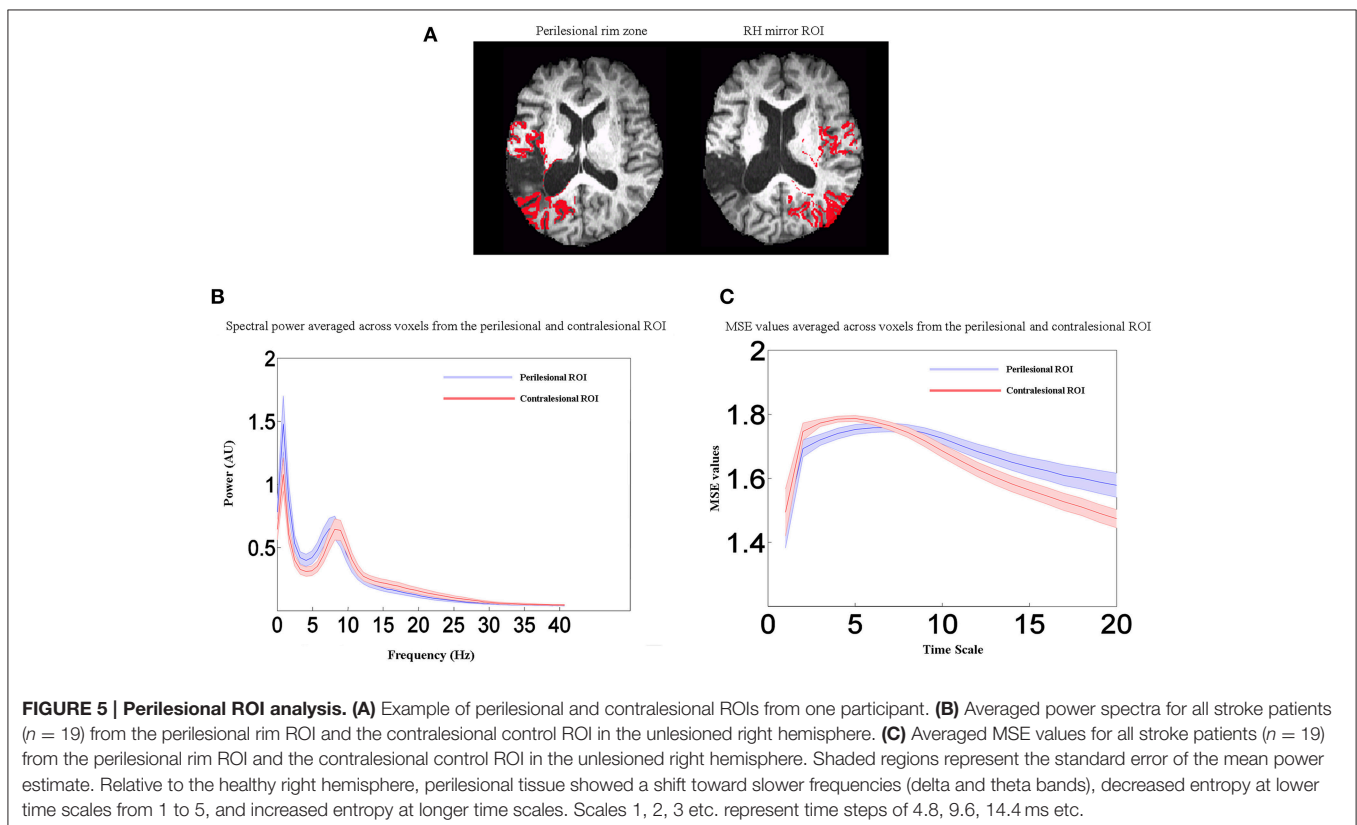 A
Perilesional rim zone
RH mirror ROI
B
Spectral power averaged across voxels from the perilesional and contralesional ROI
2
1.5
1
0.5
Power (AU)
Perilesional ROI
Contralesional ROI
0 5 10 15 20 25 30 35 40
Frequency (Hz)
C
MSE values averaged across voxels from the perilesional and contralesional ROI
2
1.8
1.6
1.4
MSE values
Perilesional ROI
Contralesional ROI
0 5 10 15 20
Time Scale
FIGURE 5 | Perilesional ROI analysis. (A) Example of perilesional and contralesional ROIs from one participant. (B) Averaged power spectra for all stroke patients
(n = 19) from the perilesional rim ROI and the contralesional control ROI in the unlesioned right hemisphere. (C) Averaged MSE values for all stroke patients (n = 19)
from the perilesional rim ROI and the contralesional control ROI in the unlesioned right hemisphere. Shaded regions represent the standard error of the mean power
estimate. Relative to the healthy right hemisphere, perilesional tissue showed a shift toward slower frequencies (delta and theta bands), decreased entropy at lower
time scales from 1 to 5, and increased entropy at longer time scales. Scales 1, 2, 3 etc. represent time steps of 4.8, 9.6, 14.4 ms etc.